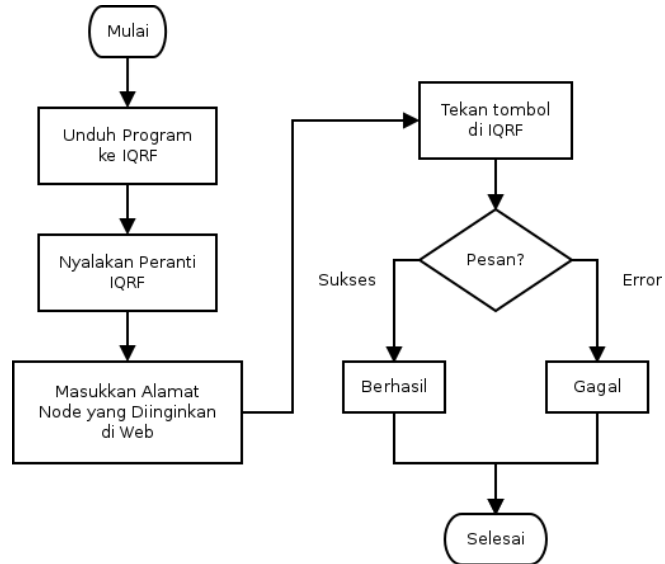 Mulai
Unduh Program
ke IQRF
Nyalakan Peranti
IQRF
Masukkan Alamat
Node yang Diinginkan
di Web
Tekan tombol
di IQRF
Pesan?
Sukses
Error
Berhasil
Gagal
Selesai